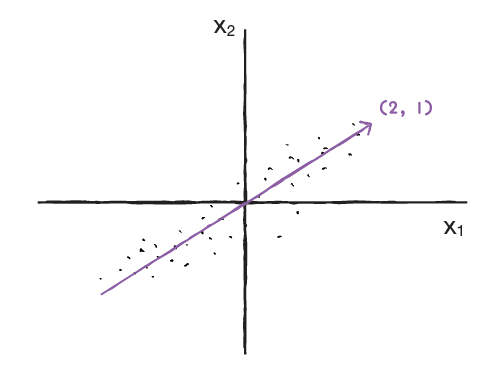 X₂
(2, 1)
X₁